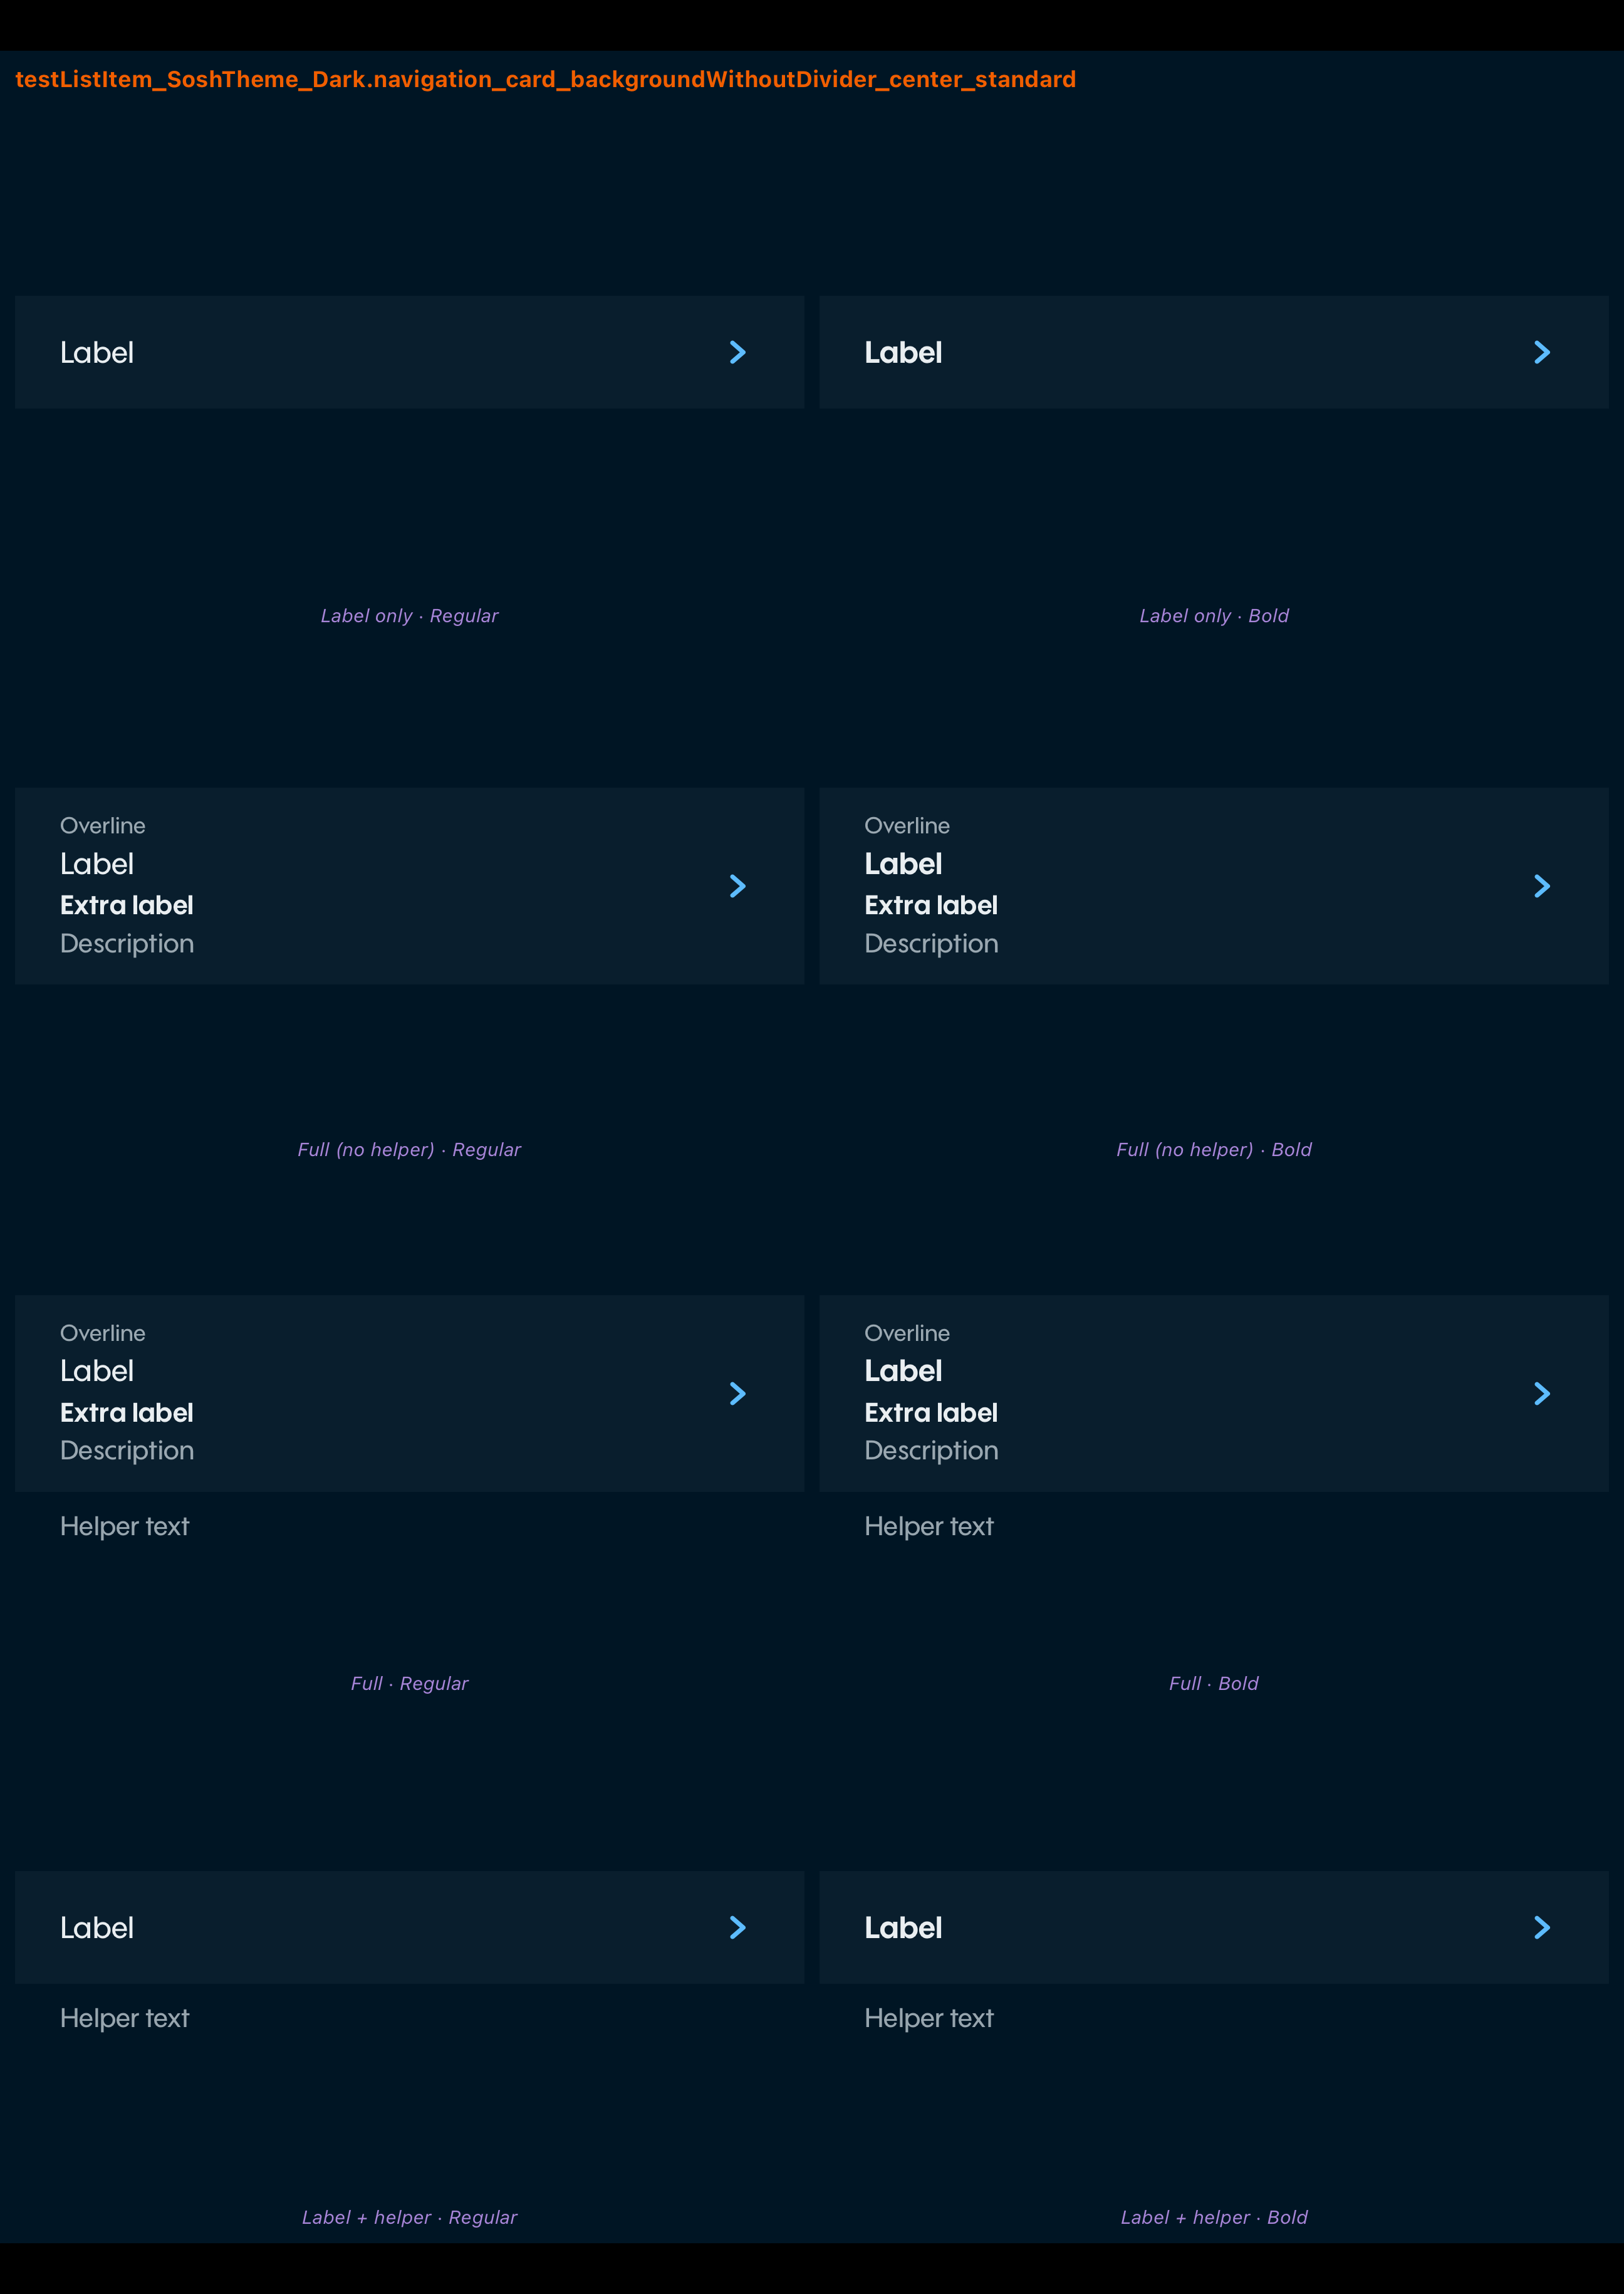 testListItem_SoshTheme_Dark.navigation_card_backgroundWithoutDivider_center_standard
Label
Label
Label only · Regular
Label only · Bold
Overline
Label
Extra label
Description
Overline
Label
Extra label
Description
Full (no helper) · Regular
Full (no helper) · Bold
Overline
Label
Extra label
Description
Helper text
Overline
Label
Extra label
Description
Helper text
Full · Regular
Full · Bold
Label
Helper text
Label
Helper text
Label + helper · Regular
Label + helper · Bold